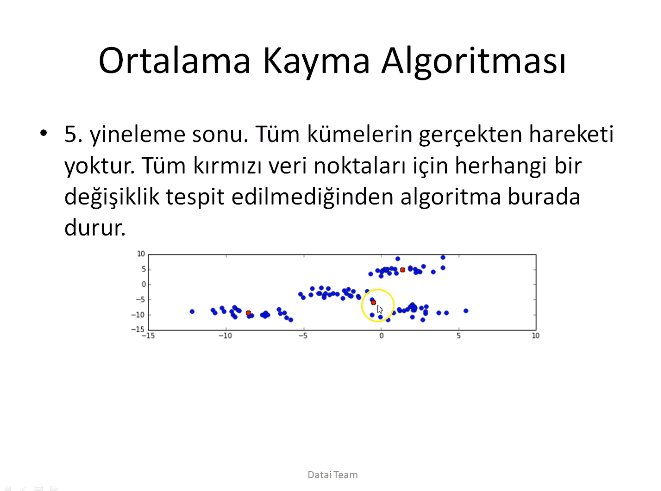 Ortalama Kayma Algoritması
• 5. yineleme sonu. Tüm kümelerin gerçekten hareketi
yoktur. Tüm kırmızı veri noktaları için herhangi bir
değişiklik tespit edilmediğinden algoritma burada
durur.
10
5
0
−5
−10
−15
−15 −10 −5 0 5 10
Datai Team